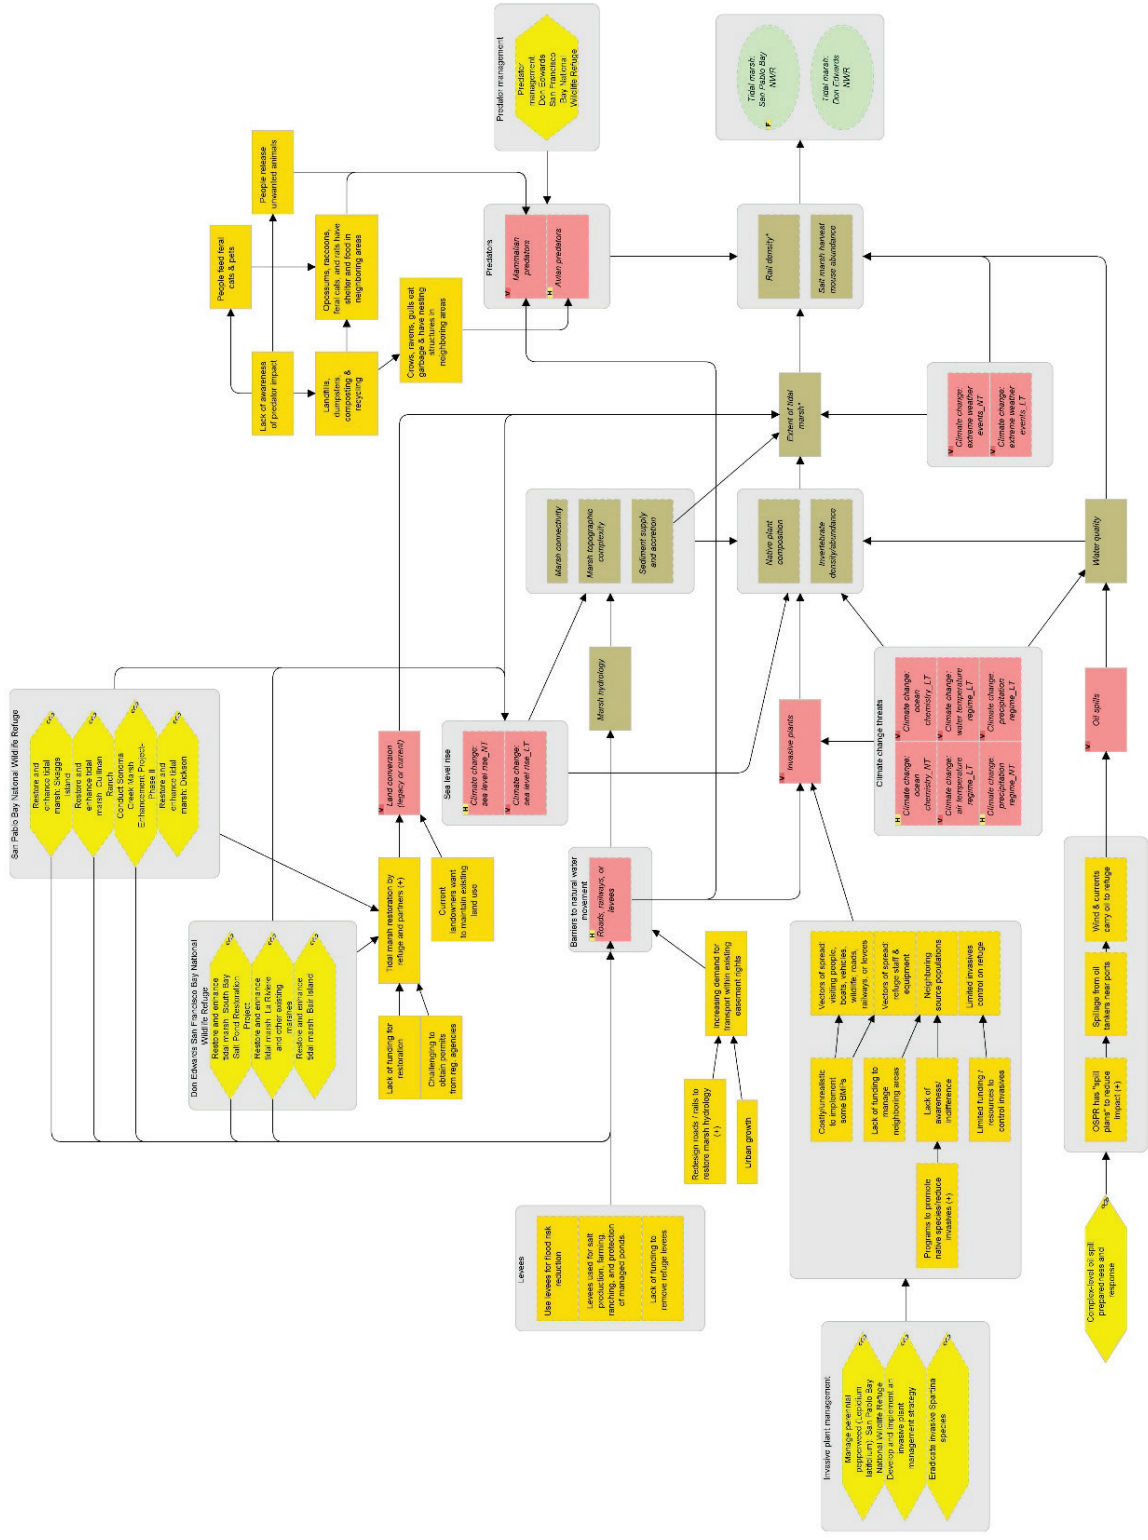 Invasive plant management
Manage perennial
pepperweed (Lepidium
latifolium): San Pablo Bay
National Wildlife Refuge
Develop and implement an
invasive plant
management strategy
Eradicate invasive Spartina
species
Complex-level oil spill
preparedness and
response
Levees
Use levees for flood risk
reduction
Levees used for salt
production, farming,
ranching, and protection
of managed ponds.
Lack of funding to
remove refuge levees
Redesign roads / rails to
restore marsh hydrology
(+)
Urban growth
Increasing demand for
transport within existing
easement rights
Programs to promote
native species/reduce
invasives (+)
Costly/unrealistic
to implement
some BMPs
Lack of funding to
manage
neighboring areas
Lack of
awareness/
indifference
Limited funding /
resources to
control invasives
Vectors of spread:
visiting people,
boats, vehicles,
wildlife, roads,
railways, or levees
Vectors of spread:
refuge staff &
equipment
Neighboring
source populations
Limited invasives
control on refuge
OSPR has "spill
plans" to reduce
impact (+)
Spillage from oil
tankers near ports
Wind & currents
carry oil to refuge
Don Edwards San Francisco Bay National
Wildlife Refuge
Restore and enhance
tidal marsh: South Bay
Salt Pond Restoration
Project
Restore and enhance
tidal marsh: La Riviere
and other existing
marshes
Restore and enhance
tidal marsh: Bair Island
San Pablo Bay National Wildlife Refuge
Restore and
enhance tidal
marsh: Skaggs
Island
Restore and
enhance tidal
marsh: Cullinan
Ranch
Conduct Sonoma
Creek Marsh
Enhancement Project-
Phase II
Restore and
enhance tidal
marsh: Dickson
Lack of funding for
restoration
Challenging to
obtain permits
from reg. agencies
Tidal marsh restoration by
refuge and partners (+)
Current
landowners want
to maintain existing
land use
Land conversion
(legacy or current)
Barriers to natural water
movement
Roads, railways, or
levees
Sea level rise
Climate change:
sea level rise_NT
Climate change:
sea level rise_LT
Marsh hydrology
Invasive plants
Climate change threats
Climate change:
ocean
chemistry_NT
Climate change:
ocean
chemistry_LT
Climate change:
air temperature
regime_LT
Climate change:
water temperature
regime_LT
Climate change:
precipitation
regime_NT
Climate change:
precipitation
regime_LT
Oil spills
Water quality
Marsh connectivity
Marsh topographic
complexity
Sediment supply
and accretion
Native plant
composition
Invertebrate
density/abundance
Extent of tidal
marsh*
Climate change:
extreme weather
events_NT
Climate change:
extreme weather
events_LT
Lack of awareness
of predator impact
Landfills,
dumpsters,
composting &
recycling
People feed feral
cats & pets
People release
unwanted animals
Opossums, raccoons,
feral cats, and rats have
shelter and food in
neighboring areas
Crows, ravens, gulls eat
garbage & have nesting
structures in
neighboring areas
Predators
Mammalian
predators
Avian predators
Predator management
Predator
management:
Don Edwards
San Francisco
Bay National
Wildlife Refuge
Rail density*
Salt marsh harvest
mouse abundance
Tidal marsh:
San Pablo Bay
NWR
Tidal marsh:
Don Edwards
NWR